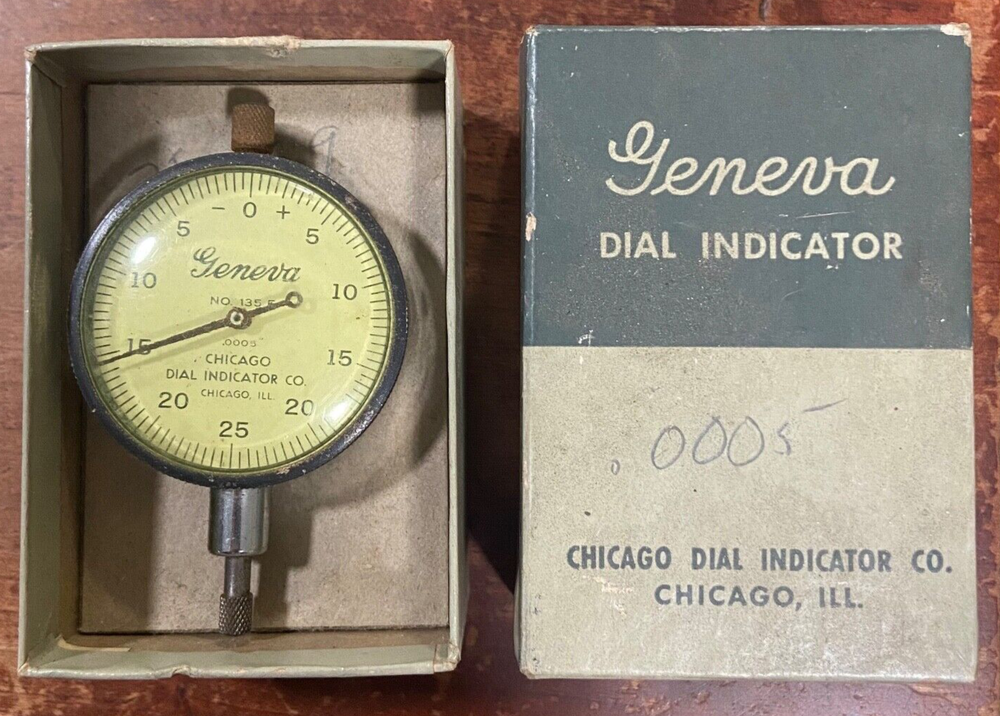 − 0 +
5 5
10 10
15 15
20 20
25
Geneva
NO. 135
.0005"
CHICAGO
DIAL INDICATOR CO.
CHICAGO, ILL.
Geneva
DIAL INDICATOR
.0005
CHICAGO DIAL INDICATOR CO.
CHICAGO, ILL.